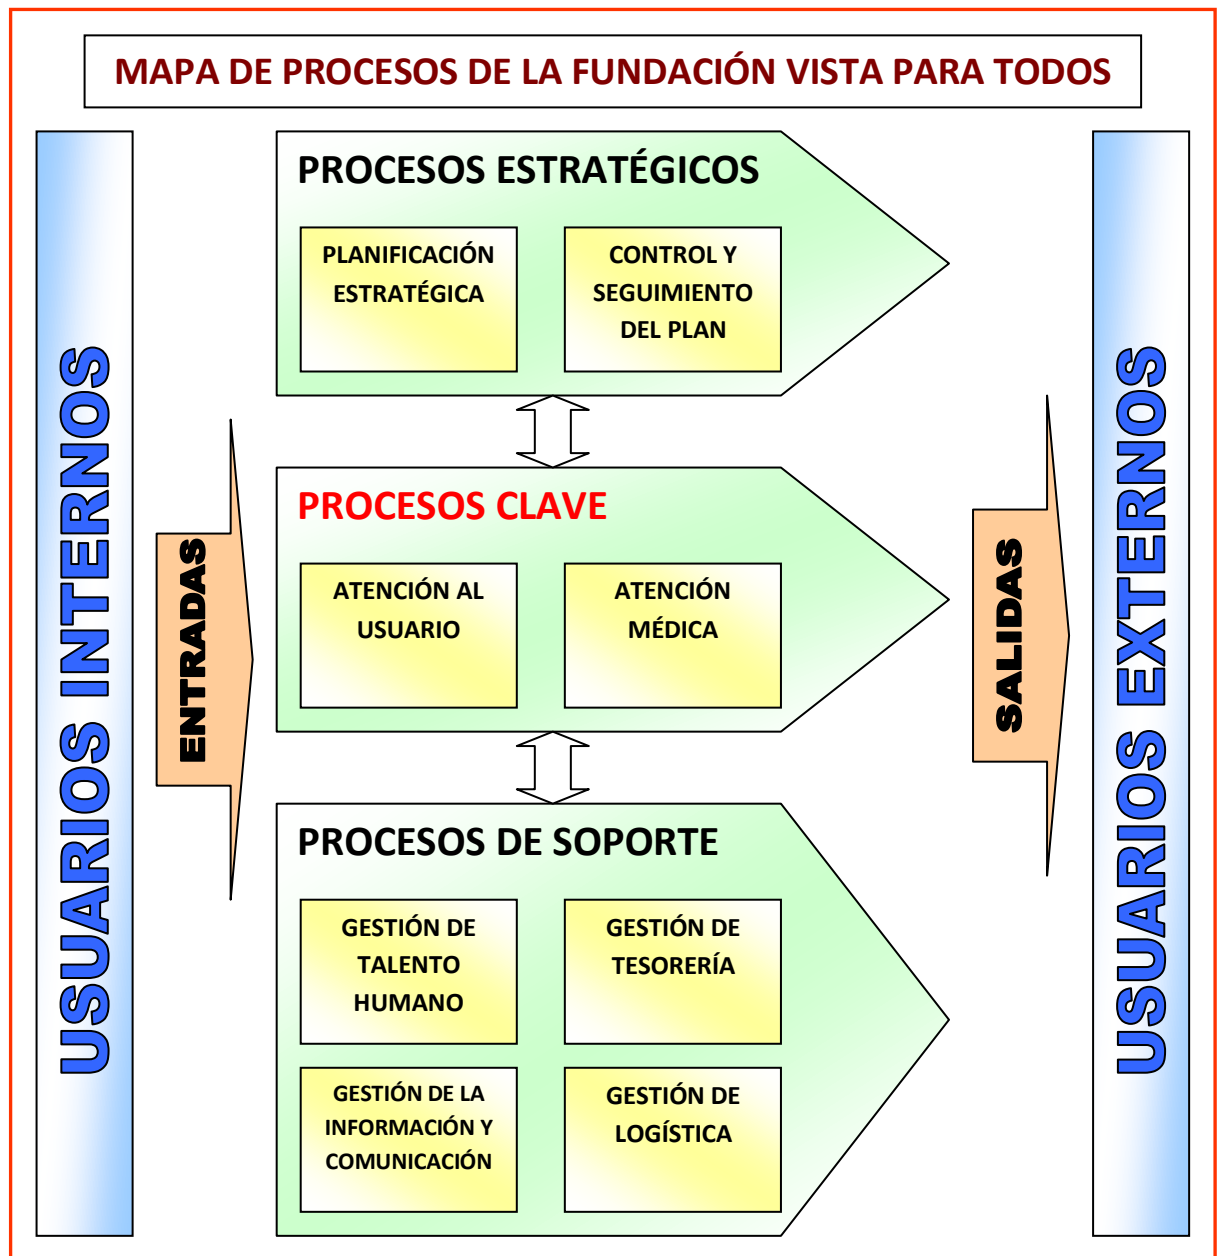 MAPA DE PROCESOS DE LA FUNDACIÓN VISTA PARA TODOS
USUARIOS INTERNOS
ENTRADAS
PROCESOS ESTRATÉGICOS
PLANIFICACIÓN
ESTRATÉGICA
CONTROL Y
SEGUIMIENTO
DEL PLAN
PROCESOS CLAVE
ATENCIÓN AL
USUARIO
ATENCIÓN
MÉDICA
PROCESOS DE SOPORTE
GESTIÓN DE
TALENTO
HUMANO
GESTIÓN DE
TESORERÍA
GESTIÓN DE LA
INFORMACIÓN Y
COMUNICACIÓN
GESTIÓN DE
LOGÍSTICA
SALIDAS
USUARIOS EXTERNOS